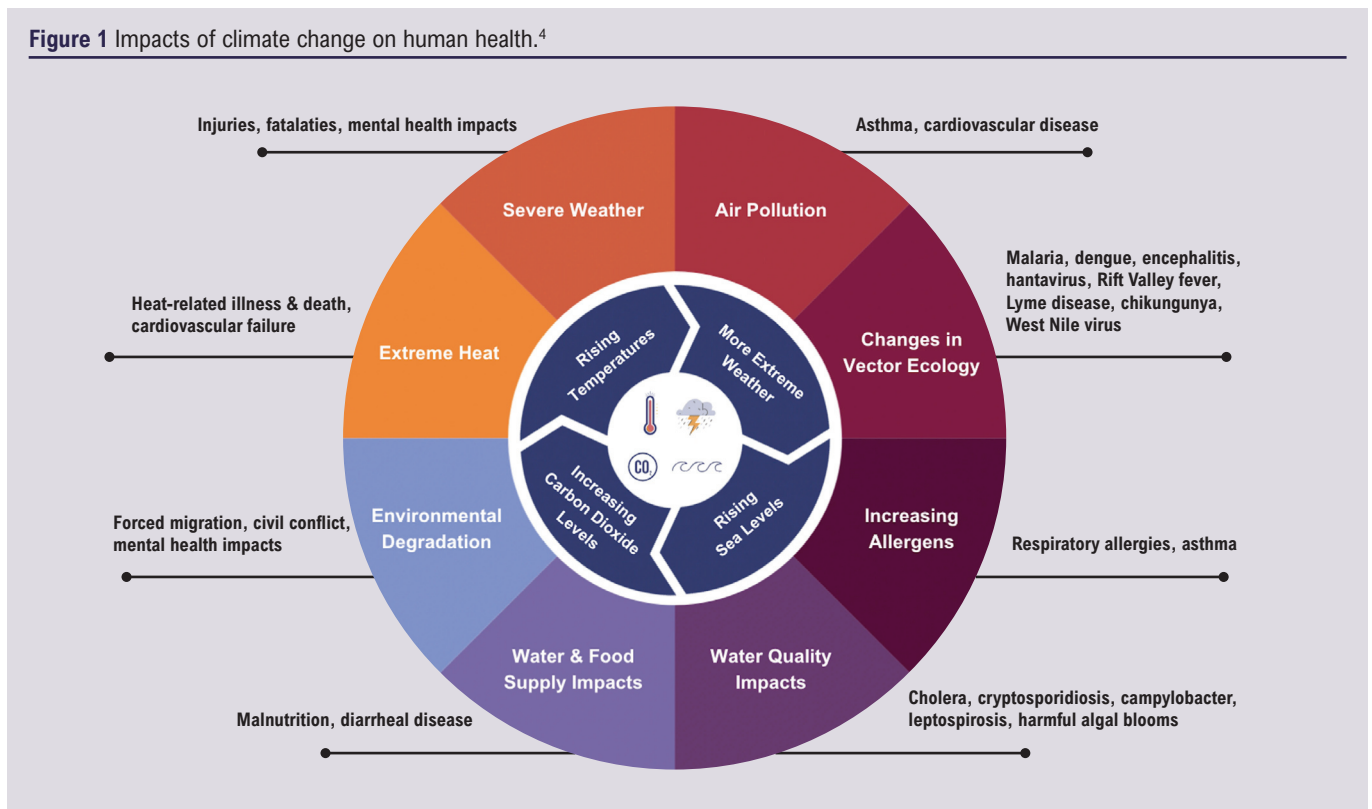 Figure 1 Impacts of climate change on human health.4
Injuries, fatalaties, mental health impacts
Asthma, cardiovascular disease
Severe Weather
Air Pollution
Malaria, dengue, encephalitis,
hantavirus, Rift Valley fever,
Lyme disease, chikungunya,
West Nile virus
Heat-related illness & death,
cardiovascular failure
Extreme Heat
Changes in
Vector Ecology
Rising
Temperatures
More Extreme
Weather
CO2
Increasing
Carbon Dioxide
Levels
Rising
Sea Levels
Environmental
Degradation
Increasing
Allergens
Forced migration, civil conflict,
mental health impacts
Respiratory allergies, asthma
Water & Food
Supply Impacts
Water Quality
Impacts
Malnutrition, diarrheal disease
Cholera, cryptosporidiosis, campylobacter,
leptospirosis, harmful algal blooms